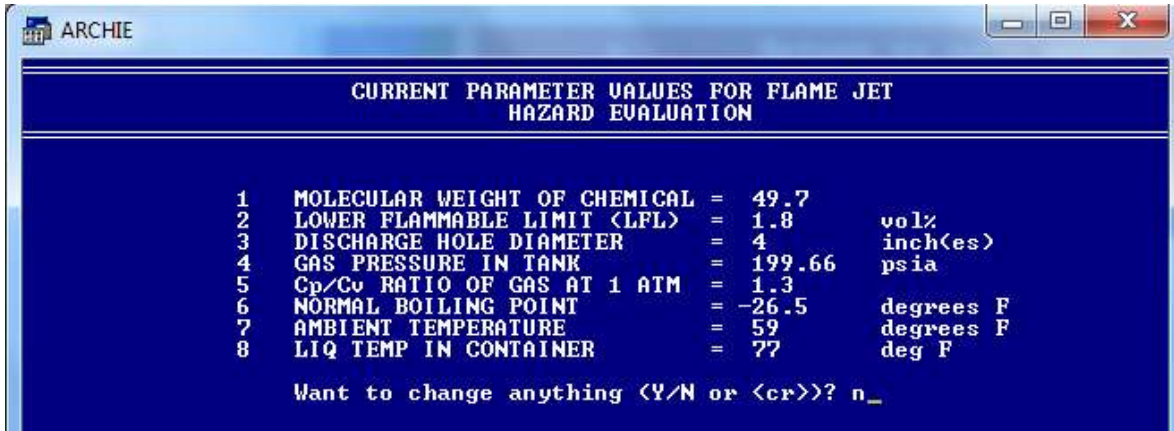 ARCHIE
CURRENT PARAMETER VALUES FOR FLAME JET
HAZARD EVALUATION
1 MOLECULAR WEIGHT OF CHEMICAL = 49.7
2 LOWER FLAMMABLE LIMIT (LFL) = 1.8 vol%
3 DISCHARGE HOLE DIAMETER = 4 inch(es)
4 GAS PRESSURE IN TANK = 199.66 psia
5 Cp/Cv RATIO OF GAS AT 1 ATM = 1.3
6 NORMAL BOILING POINT = -26.5 degrees F
7 AMBIENT TEMPERATURE = 59 degrees F
8 LIQ TEMP IN CONTAINER = 77 deg F
Want to change anything (Y/N or <cr>)? n_